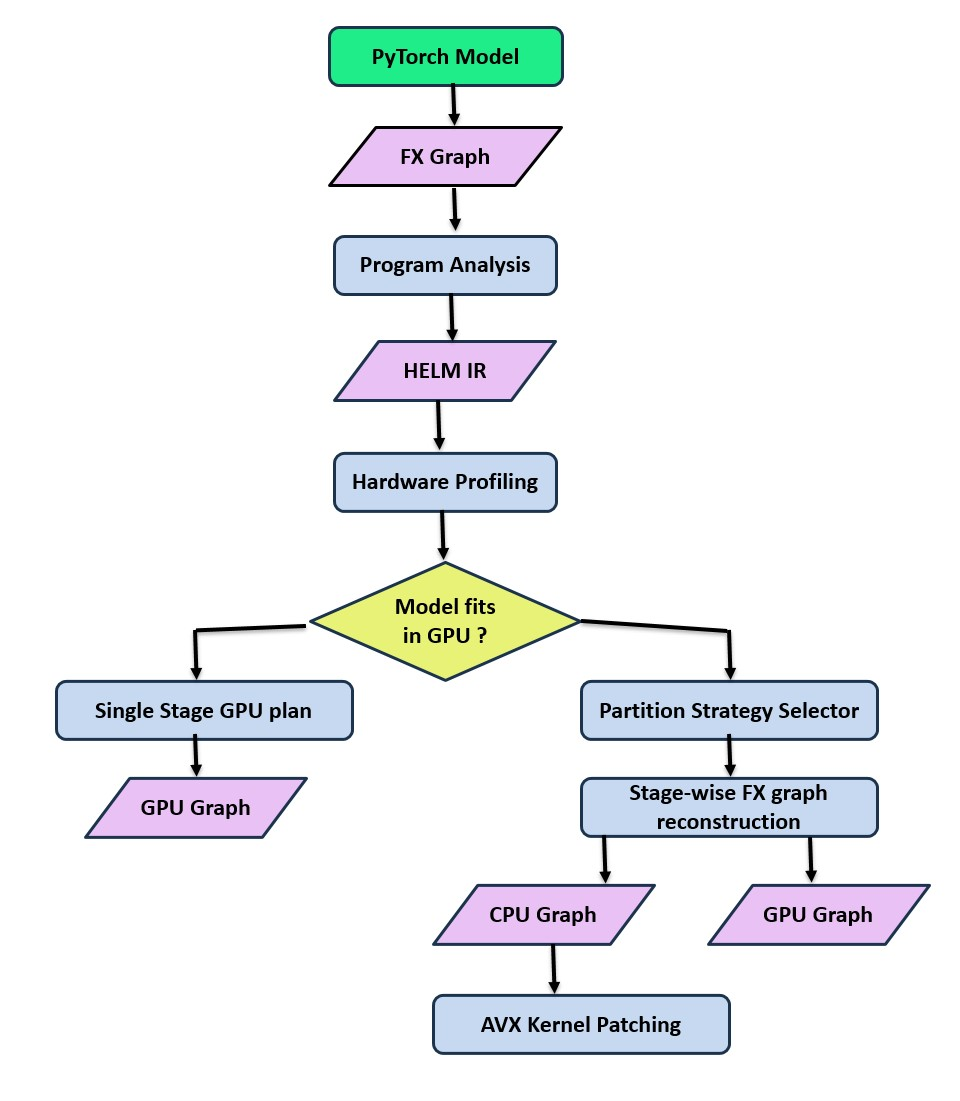 PyTorch Model
FX Graph
Program Analysis
HELM IR
Hardware Profiling
Model fits
in GPU ?
Single Stage GPU plan
Partition Strategy Selector
GPU Graph
Stage-wise FX graph
reconstruction
CPU Graph
GPU Graph
AVX Kernel Patching